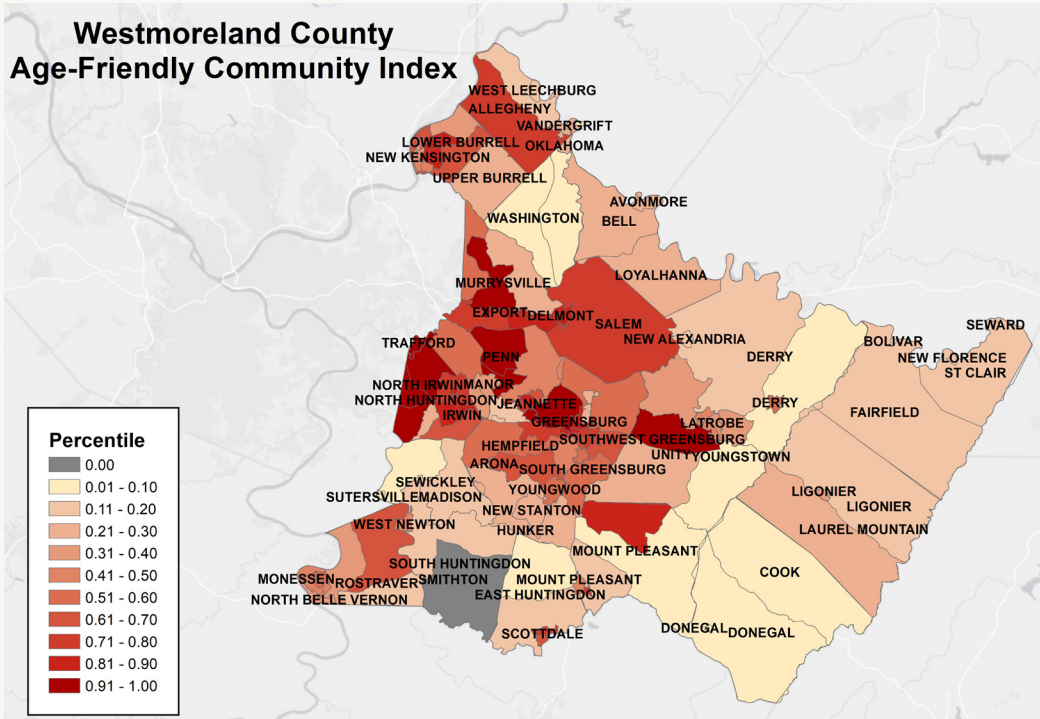 Westmoreland County
Age-Friendly Community Index
WEST LEECHBURG
ALLEGHENY
VANDERGRIFT
LOWER BURRELL
OKLAHOMA
NEW KENSINGTON
UPPER BURRELL
AVONMORE
WASHINGTON
BELL
LOYALHANNA
MURRYSVILLE
EXPORT
DELMONT
SALEM
SEWARD
TRAFFORD
NEW ALEXANDRIA
BOLIVAR
PENN
DERRY
NEW FLORENCE
ST CLAIR
NORTH IRWIN
MANOR
NORTH HUNTINGDON
JEANNETTE
DERRY
IRWIN
GREENSBURG
LATROBE
FAIRFIELD
HEMPFIELD
SOUTHWEST GREENSBURG
UNITY
YOUNGSTOWN
ARONA
SOUTH GREENSBURG
SEWICKLEY
YOUNGWOOD
LIGONIER
SUTERSVILLE
MADISON
LIGONIER
NEW STANTON
WEST NEWTON
HUNKER
LAUREL MOUNTAIN
MOUNT PLEASANT
SOUTH HUNTINGDON
COOK
MONESSEN
ROSTRAVER
SMITHTON
MOUNT PLEASANT
EAST HUNTINGDON
NORTH BELLE VERNON
SCOTTDALE
DONEGAL
DONEGAL
Percentile
0.00
0.01 - 0.10
0.11 - 0.20
0.21 - 0.30
0.31 - 0.40
0.41 - 0.50
0.51 - 0.60
0.61 - 0.70
0.71 - 0.80
0.81 - 0.90
0.91 - 1.00